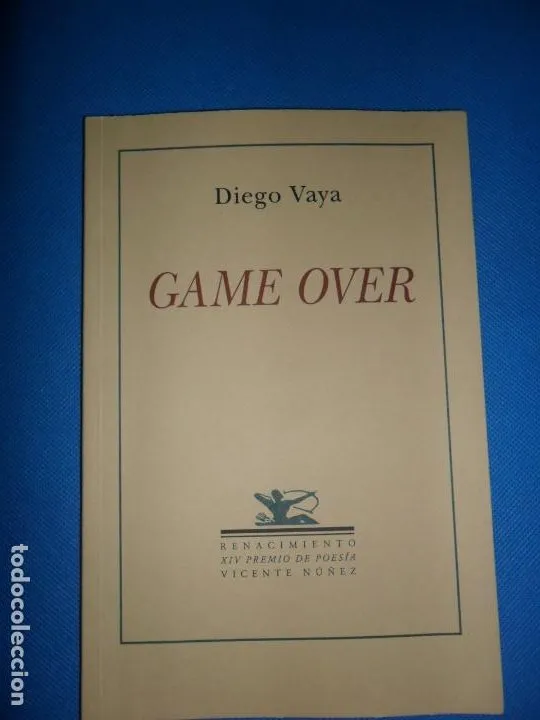 Diego Vaya
GAME OVER
RENACIMIENTO
XIV PREMIO DE POESÍA
VICENTE NÚÑEZ
todocoleccion